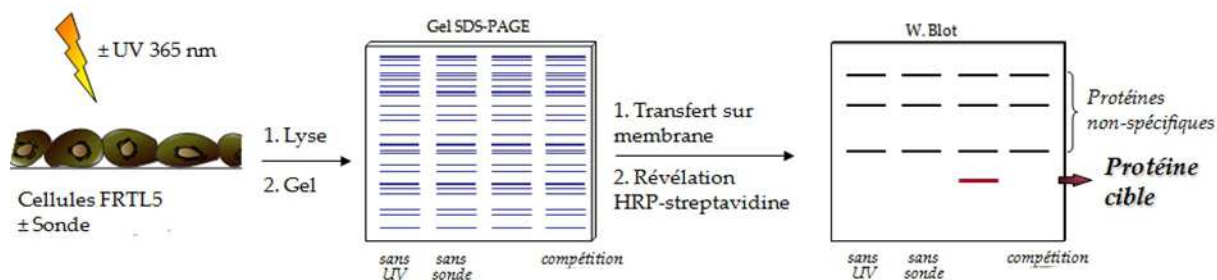 ± UV 365 nm
Cellules FRTL5
± Sonde
1. Lyse
2. Gel
Gel SDS-PAGE
sans UV
sans sonde
compétition
1. Transfert sur
membrane
2. Révélation
HRP-streptavidine
W. Blot
Protéines
non-spécifiques
Protéine
cible
sans UV
sans sonde
compétition